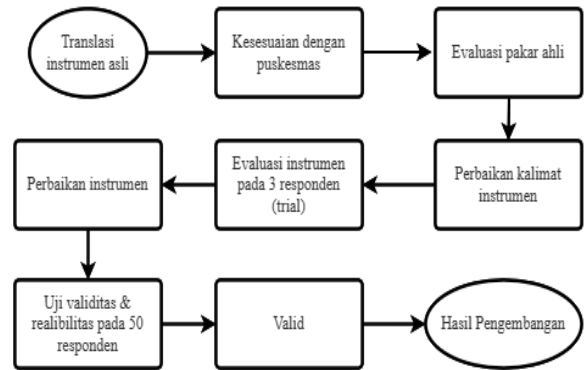 Translasi
instrumen asli
Kesesuaian dengan
puskesmas
Evaluasi pakar ahli
Perbaikan kalimat
instrumen
Evaluasi instrumen
pada 3 responden
(trial)
Perbaikan instrumen
Uji validitas &
realibilitas pada 50
responden
Valid
Hasil Pengembangan